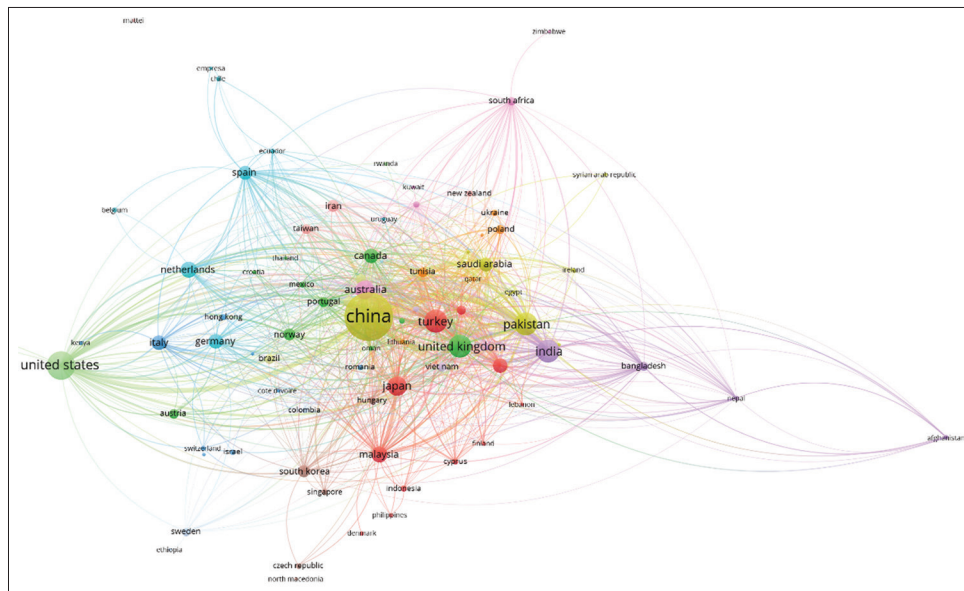 mattei
zimbabwe
empresa
chile
south africa
ecuador
rwanda
spain
syrian arab republic
kuwait
new zealand
belgium
iran
uruguay
ukraine
taiwan
poland
thailand
canada
saudi arabia
netherlands
croatia
tunisia
ireland
qatar
mexico
australia
egypt
portugal
hong kong
china
turkey
pakistan
norway
kenya
italy
germany
oman
lithuania
united kingdom
india
brazil
united states
romania
viet nam
bangladesh
cote d'ivoire
japan
hungary
nepal
austria
colombia
lebanon
afghanistan
switzerland
israel
finland
malaysia
cyprus
south korea
singapore
indonesia
philippines
sweden
denmark
ethiopia
czech republic
north macedonia